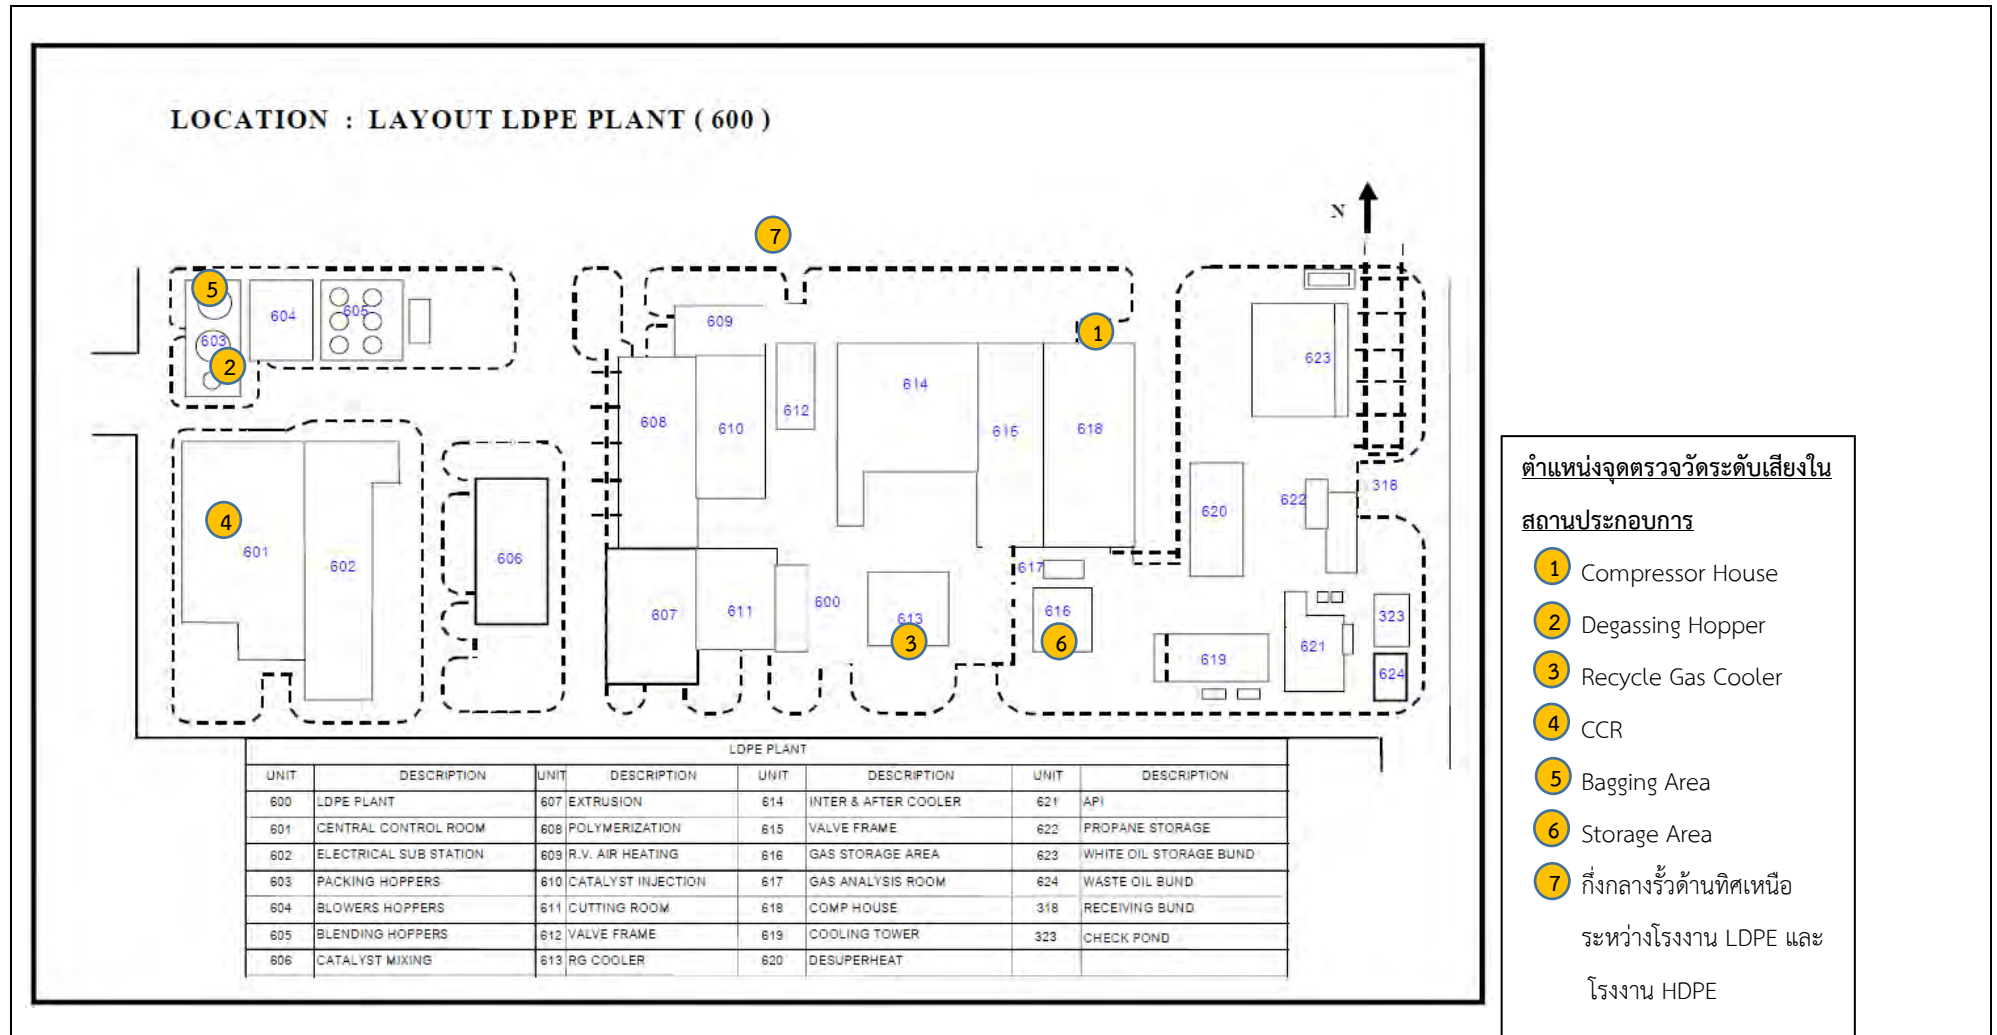 LOCATION : LAYOUT LDPE PLANT ( 600 )
N
7
5
604
605
603
2
609
1
623
614
612
608
610
615
618
318
622
620
4
601
602
606
617
607
611
600
613
3
616
6
323
621
619
624
LDPE PLANT
UNIT DESCRIPTION UNIT DESCRIPTION UNIT DESCRIPTION UNIT DESCRIPTION
600 LDPE PLANT 607 EXTRUSION 614 INTER & AFTER COOLER 621 API
601 CENTRAL CONTROL ROOM 608 POLYMERIZATION 615 VALVE FRAME 622 PROPANE STORAGE
602 ELECTRICAL SUB STATION 609 R.V. AIR HEATING 616 GAS STORAGE AREA 623 WHITE OIL STORAGE BUND
603 PACKING HOPPERS 610 CATALYST INJECTION 617 GAS ANALYSIS ROOM 624 WASTE OIL BUND
604 BLOWERS HOPPERS 611 CUTTING ROOM 618 COMP HOUSE 318 RECEIVING BUND
605 BLENDING HOPPERS 612 VALVE FRAME 619 COOLING TOWER 323 CHECK POND
606 CATALYST MIXING 613 RG COOLER 620 DESUPERHEAT
ตำแหน่งจุดตรวจวัดระดับเสียงใน
สถานประกอบการ
1 Compressor House
2 Degassing Hopper
3 Recycle Gas Cooler
4 CCR
5 Bagging Area
6 Storage Area
7 กึ่งกลางรั้วด้านทิศเหนือ
ระหว่างโรงงาน LDPE และ
โรงงาน HDPE